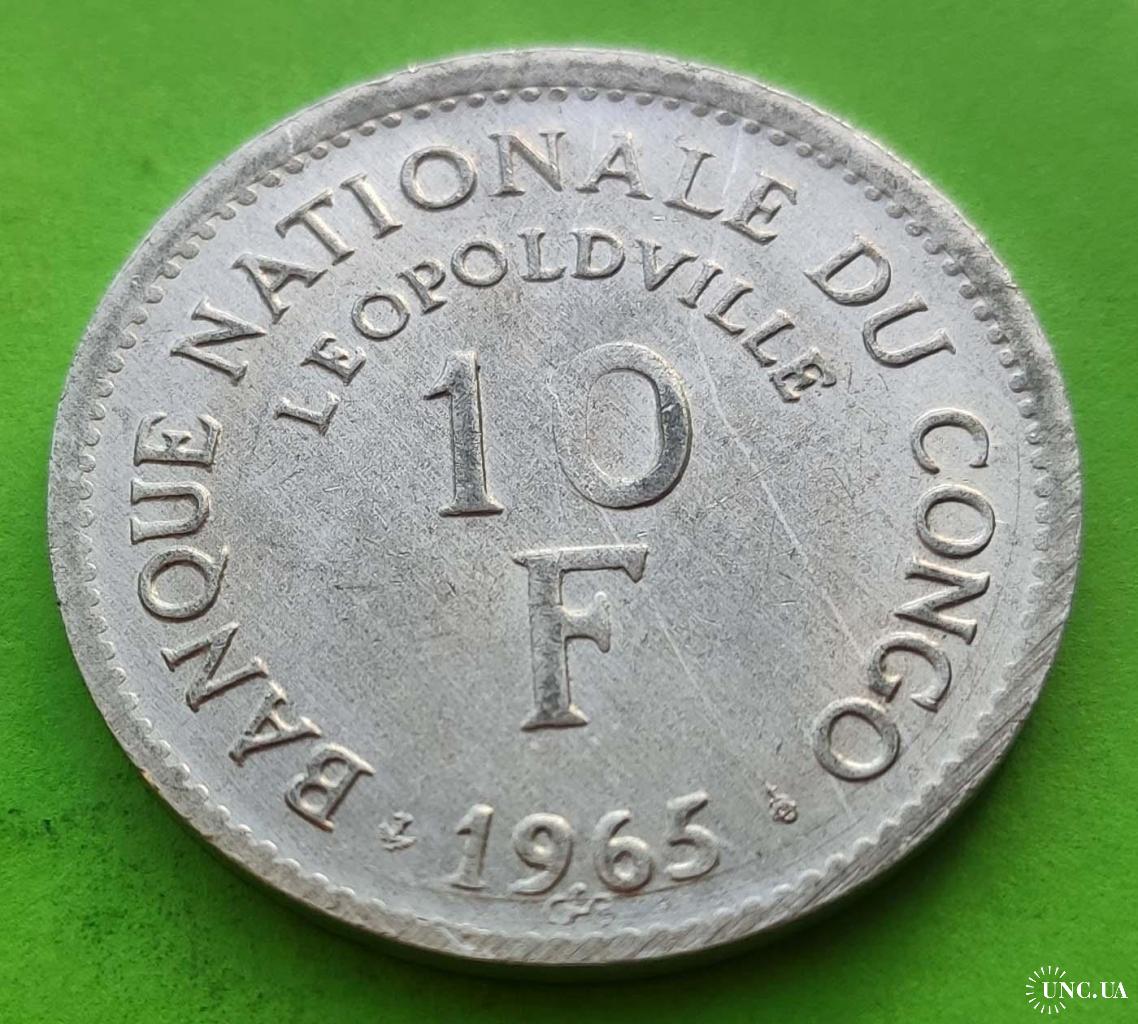 BANQUE NATIONALE DU CONGO
LEOPOLDVILLE
10
F
1965
UNC.UA